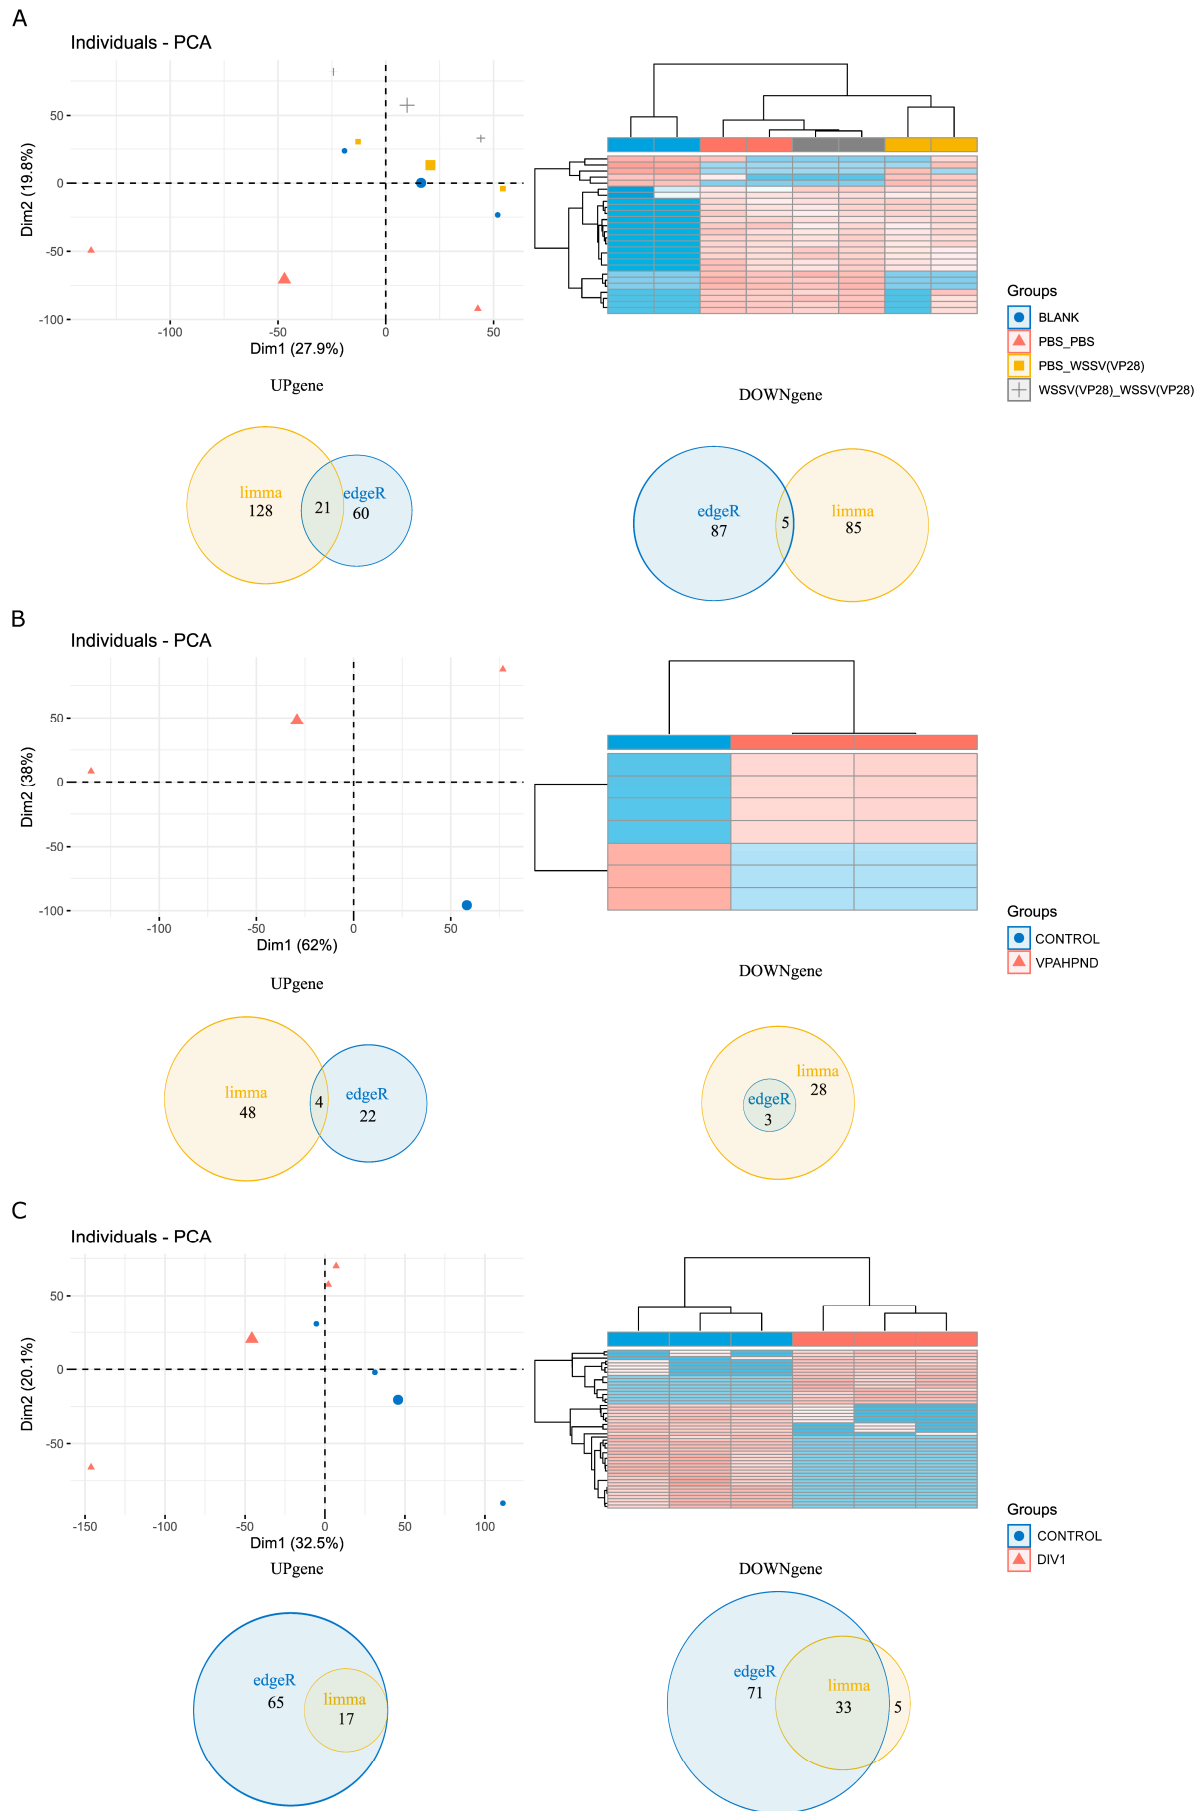 A
Individuals - PCA
50
0
-50
-100
Dim2 (19.8%)
-100
-50
0
50
Dim1 (27.9%)
Groups
BLANK
PBS_PBS
PBS_WSSV(VP28)
WSSV(VP28)_WSSV(VP28)
UPgene
limma
128
21
edgeR
60
DOWNgene
edgeR
87
5
limma
85
B
Individuals - PCA
50
0
-50
-100
Dim2 (38%)
-100
-50
0
50
Dim1 (62%)
Groups
CONTROL
VPAHPND
UPgene
limma
48
4
edgeR
22
DOWNgene
limma
28
edgeR
3
C
Individuals - PCA
50
0
-50
Dim2 (20.1%)
-150
-100
-50
0
50
100
Dim1 (32.5%)
Groups
CONTROL
DIV1
UPgene
edgeR
65
limma
17
DOWNgene
edgeR
71
limma
33
5